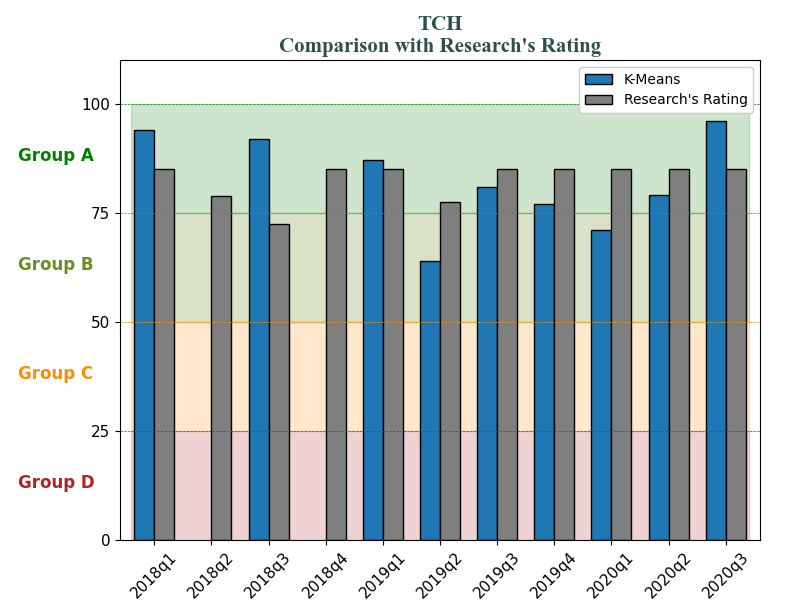 TCH
Comparison with Research's Rating
K-Means
Research's Rating
100
Group A
75
Group B
50
Group C
25
Group D
0
2018q1
2018q2
2018q3
2018q4
2019q1
2019q2
2019q3
2019q4
2020q1
2020q2
2020q3